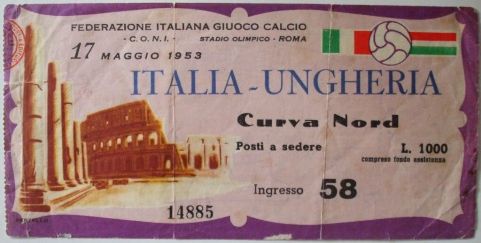 FEDERAZIONE ITALIANA GIUOCO CALCIO
- C.O.N.I. - STADIO OLIMPICO - ROMA
17 MAGGIO 1953
ITALIA - UNGHERIA
Curva Nord
Posti a sedere
L. 1000
compreso fondo assistenza
Ingresso 58
14885